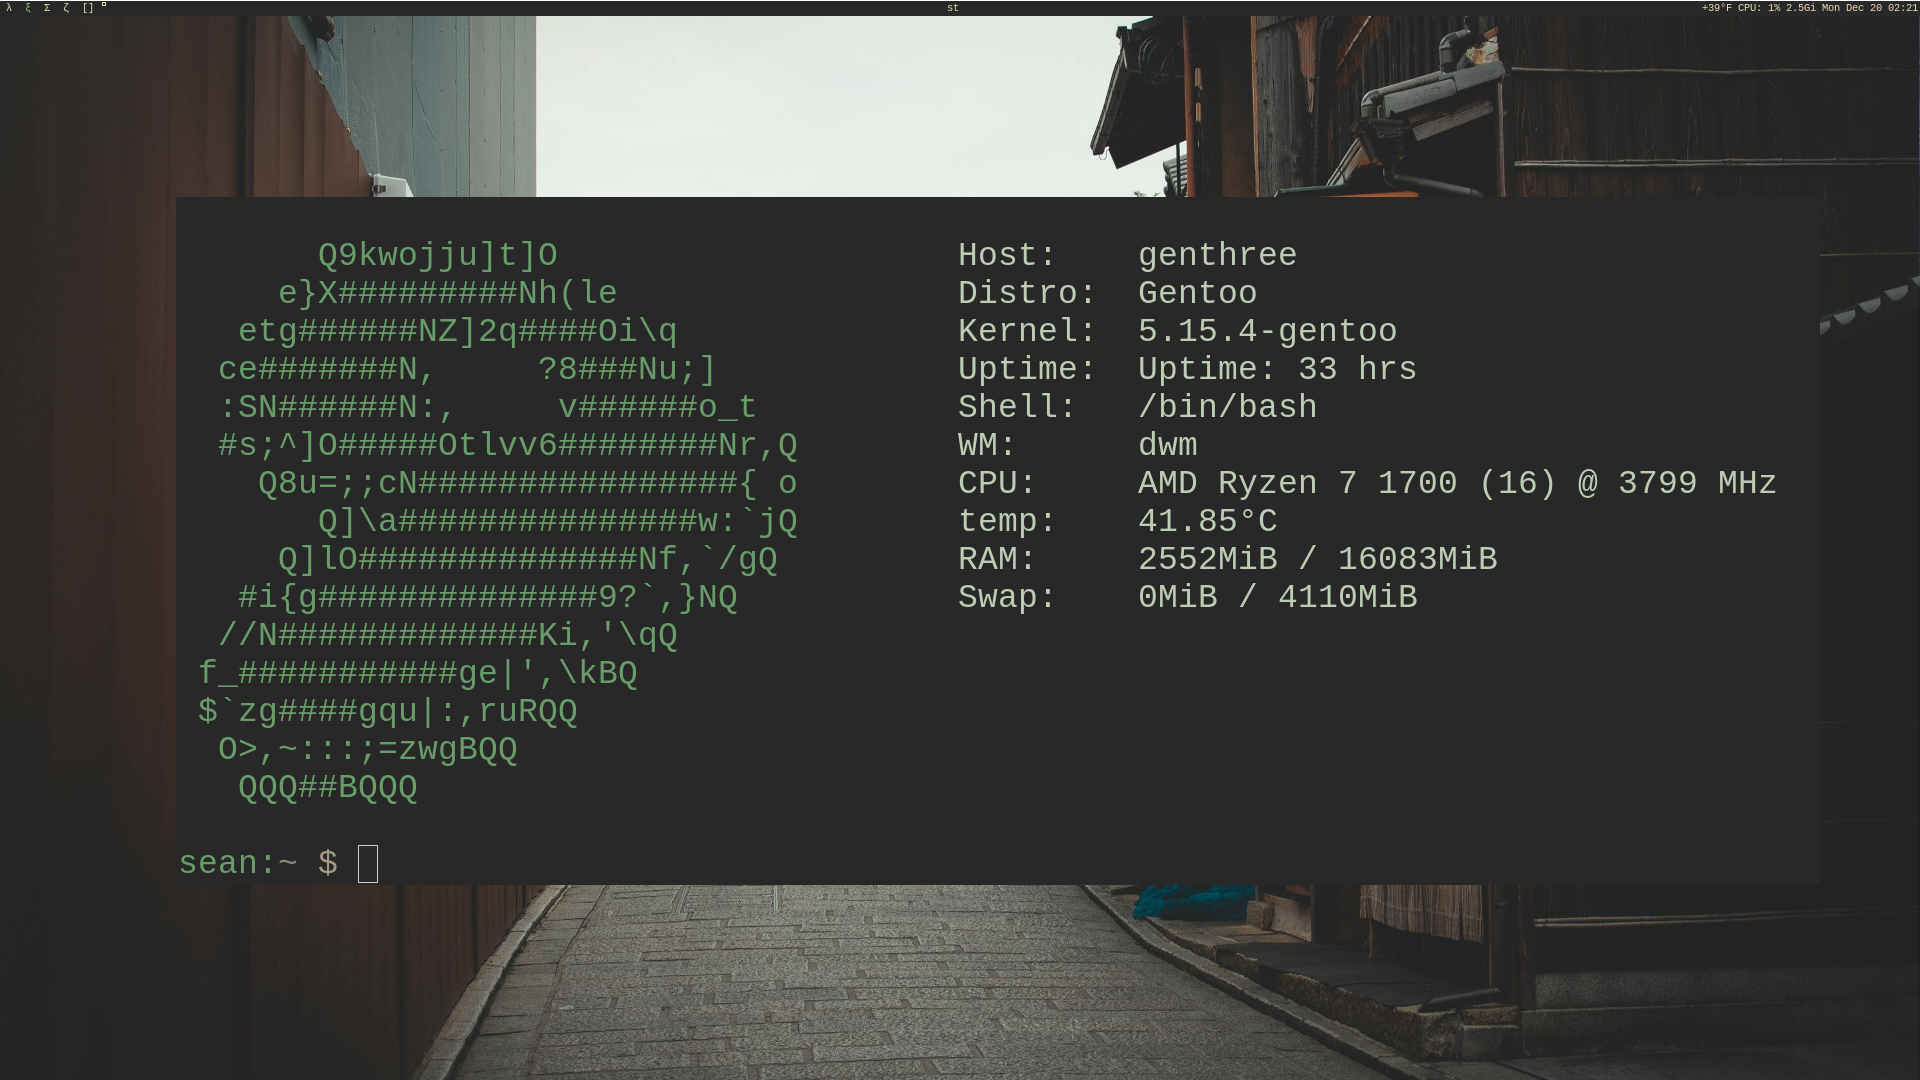 λ ξ Σ ζ [] st +39°F CPU: 1% 2.5Gi Mon Dec 20 02:21
Q9kwojju]t]O Host: genthree
e}X#########Nh(le Distro: Gentoo
etg######NZ]2q####Oi\q Kernel: 5.15.4-gentoo
ce#######N, ?8###Nu;] Uptime: Uptime: 33 hrs
:SN######N:, v######o_t Shell: /bin/bash
#s;^]O#####Otlvv6########Nr,Q WM: dwm
Q8u=;;cN################{ o CPU: AMD Ryzen 7 1700 (16) @ 3799 MHz
Q]\a###############w:`jQ temp: 41.85°C
Q]lO##############Nf,`/gQ RAM: 2552MiB / 16083MiB
#i{g##############9?`,}NQ Swap: 0MiB / 4110MiB
//N#############Ki,'\qQ
f_###########ge|',\kBQ
$`zg####gqu|:,ruRQQ
O>,~:::;=zwgBQQ
QQQ##BQQQ
sean:~ $